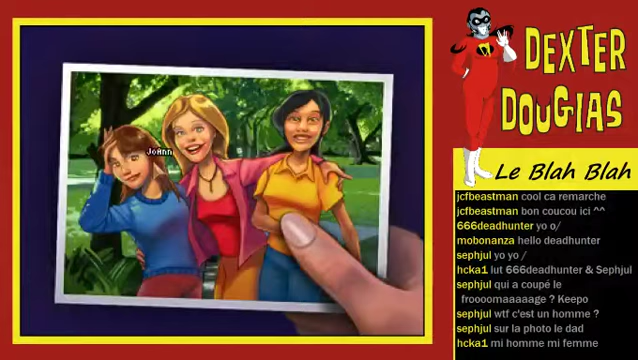 JoAnn
DEXTER
DOUGlAS
Le Blah Blah
jcfbeastman cool ca remarche
jcfbeastman bon coucou ici ^^
666deadhunter yo o/
mobonanza hello deadhunter
sephjul yo yo /
hcka1 lut 666deadhunter & Sephjul
sephjul qui a coupé le
froooomaaaaage ? Keepo
sephjul wtf c'est un homme ?
sephjul sur la photo le dad
hcka1 mi homme mi femme